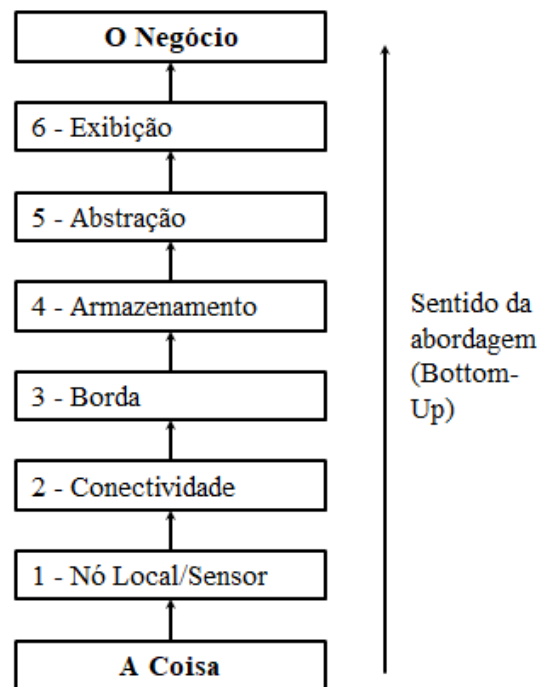 O Negócio
6 - Exibição
5 - Abstração
4 - Armazenamento
3 - Borda
2 - Conectividade
1 - Nó Local/Sensor
A Coisa
Sentido da
abordagem
(Bottom-
Up)